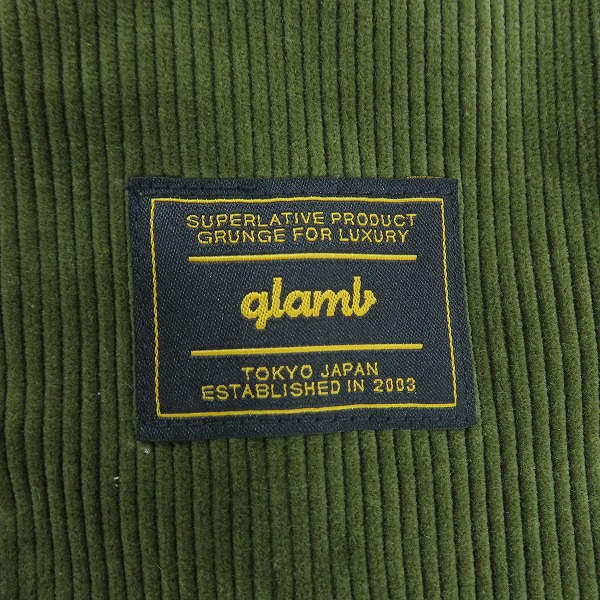 SUPERLATIVE PRODUCT
GRUNGE FOR LUXURY
glamb
TOKYO JAPAN
ESTABLISHED IN 2003